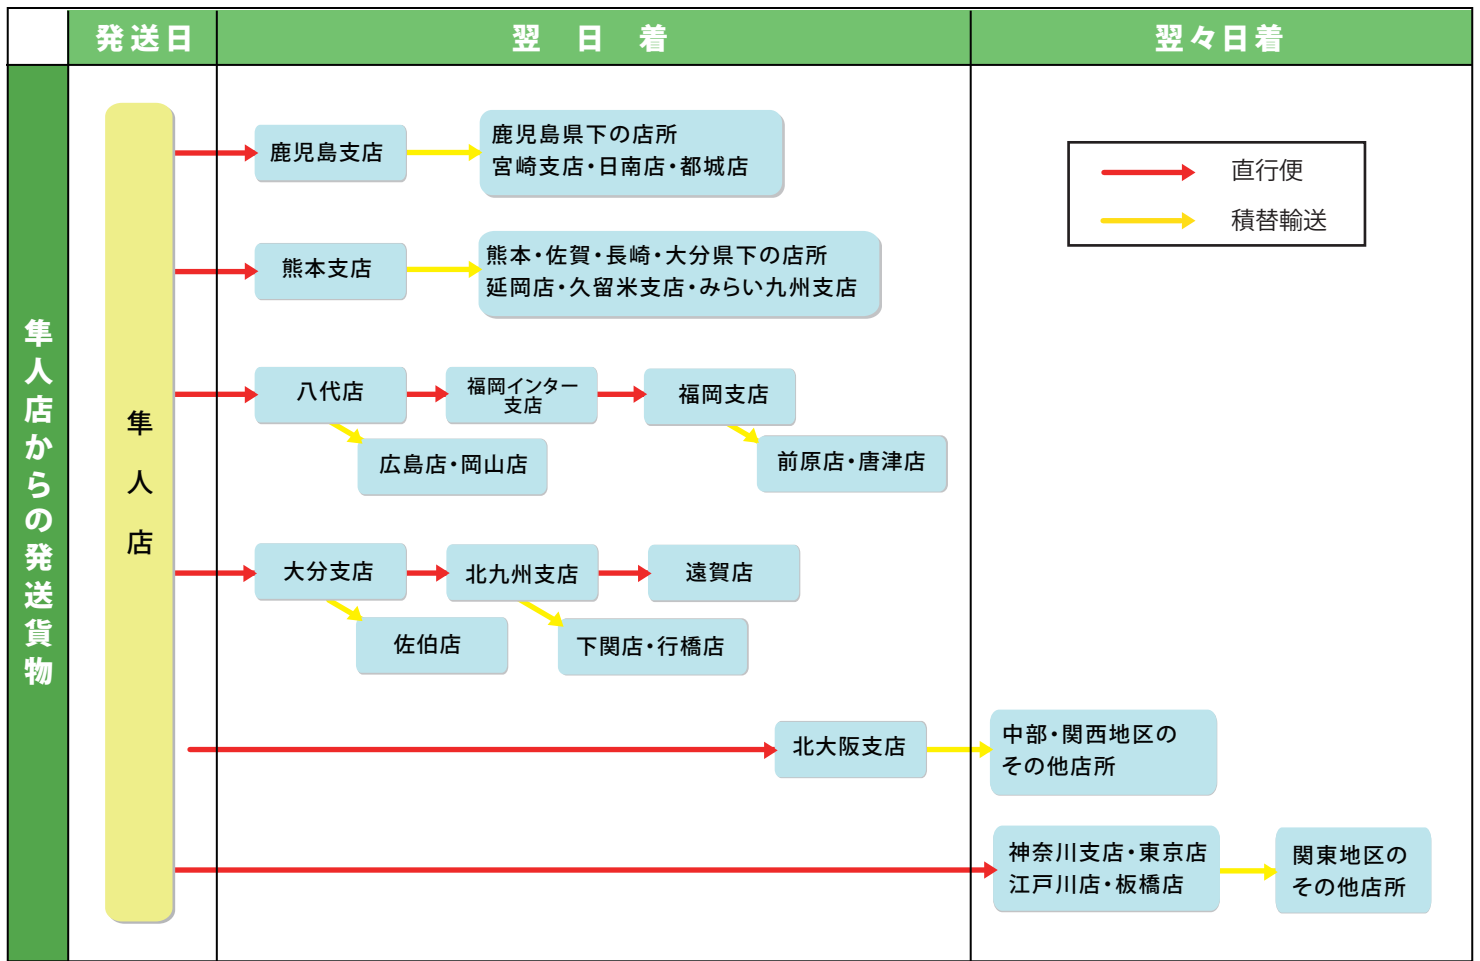 発送日
翌日着
翌々日着
隼人店からの発送貨物
隼人店
鹿児島支店
鹿児島県下の店所
宮崎支店・日南店・都城店
直行便
積替輸送
熊本支店
熊本・佐賀・長崎・大分県下の店所
延岡店・久留米支店・みらい九州支店
八代店
福岡インター
支店
福岡支店
広島店・岡山店
前原店・唐津店
大分支店
北九州支店
遠賀店
佐伯店
下関店・行橋店
北大阪支店
中部・関西地区の
その他店所
神奈川支店・東京店
江戸川店・板橋店
関東地区の
その他店所